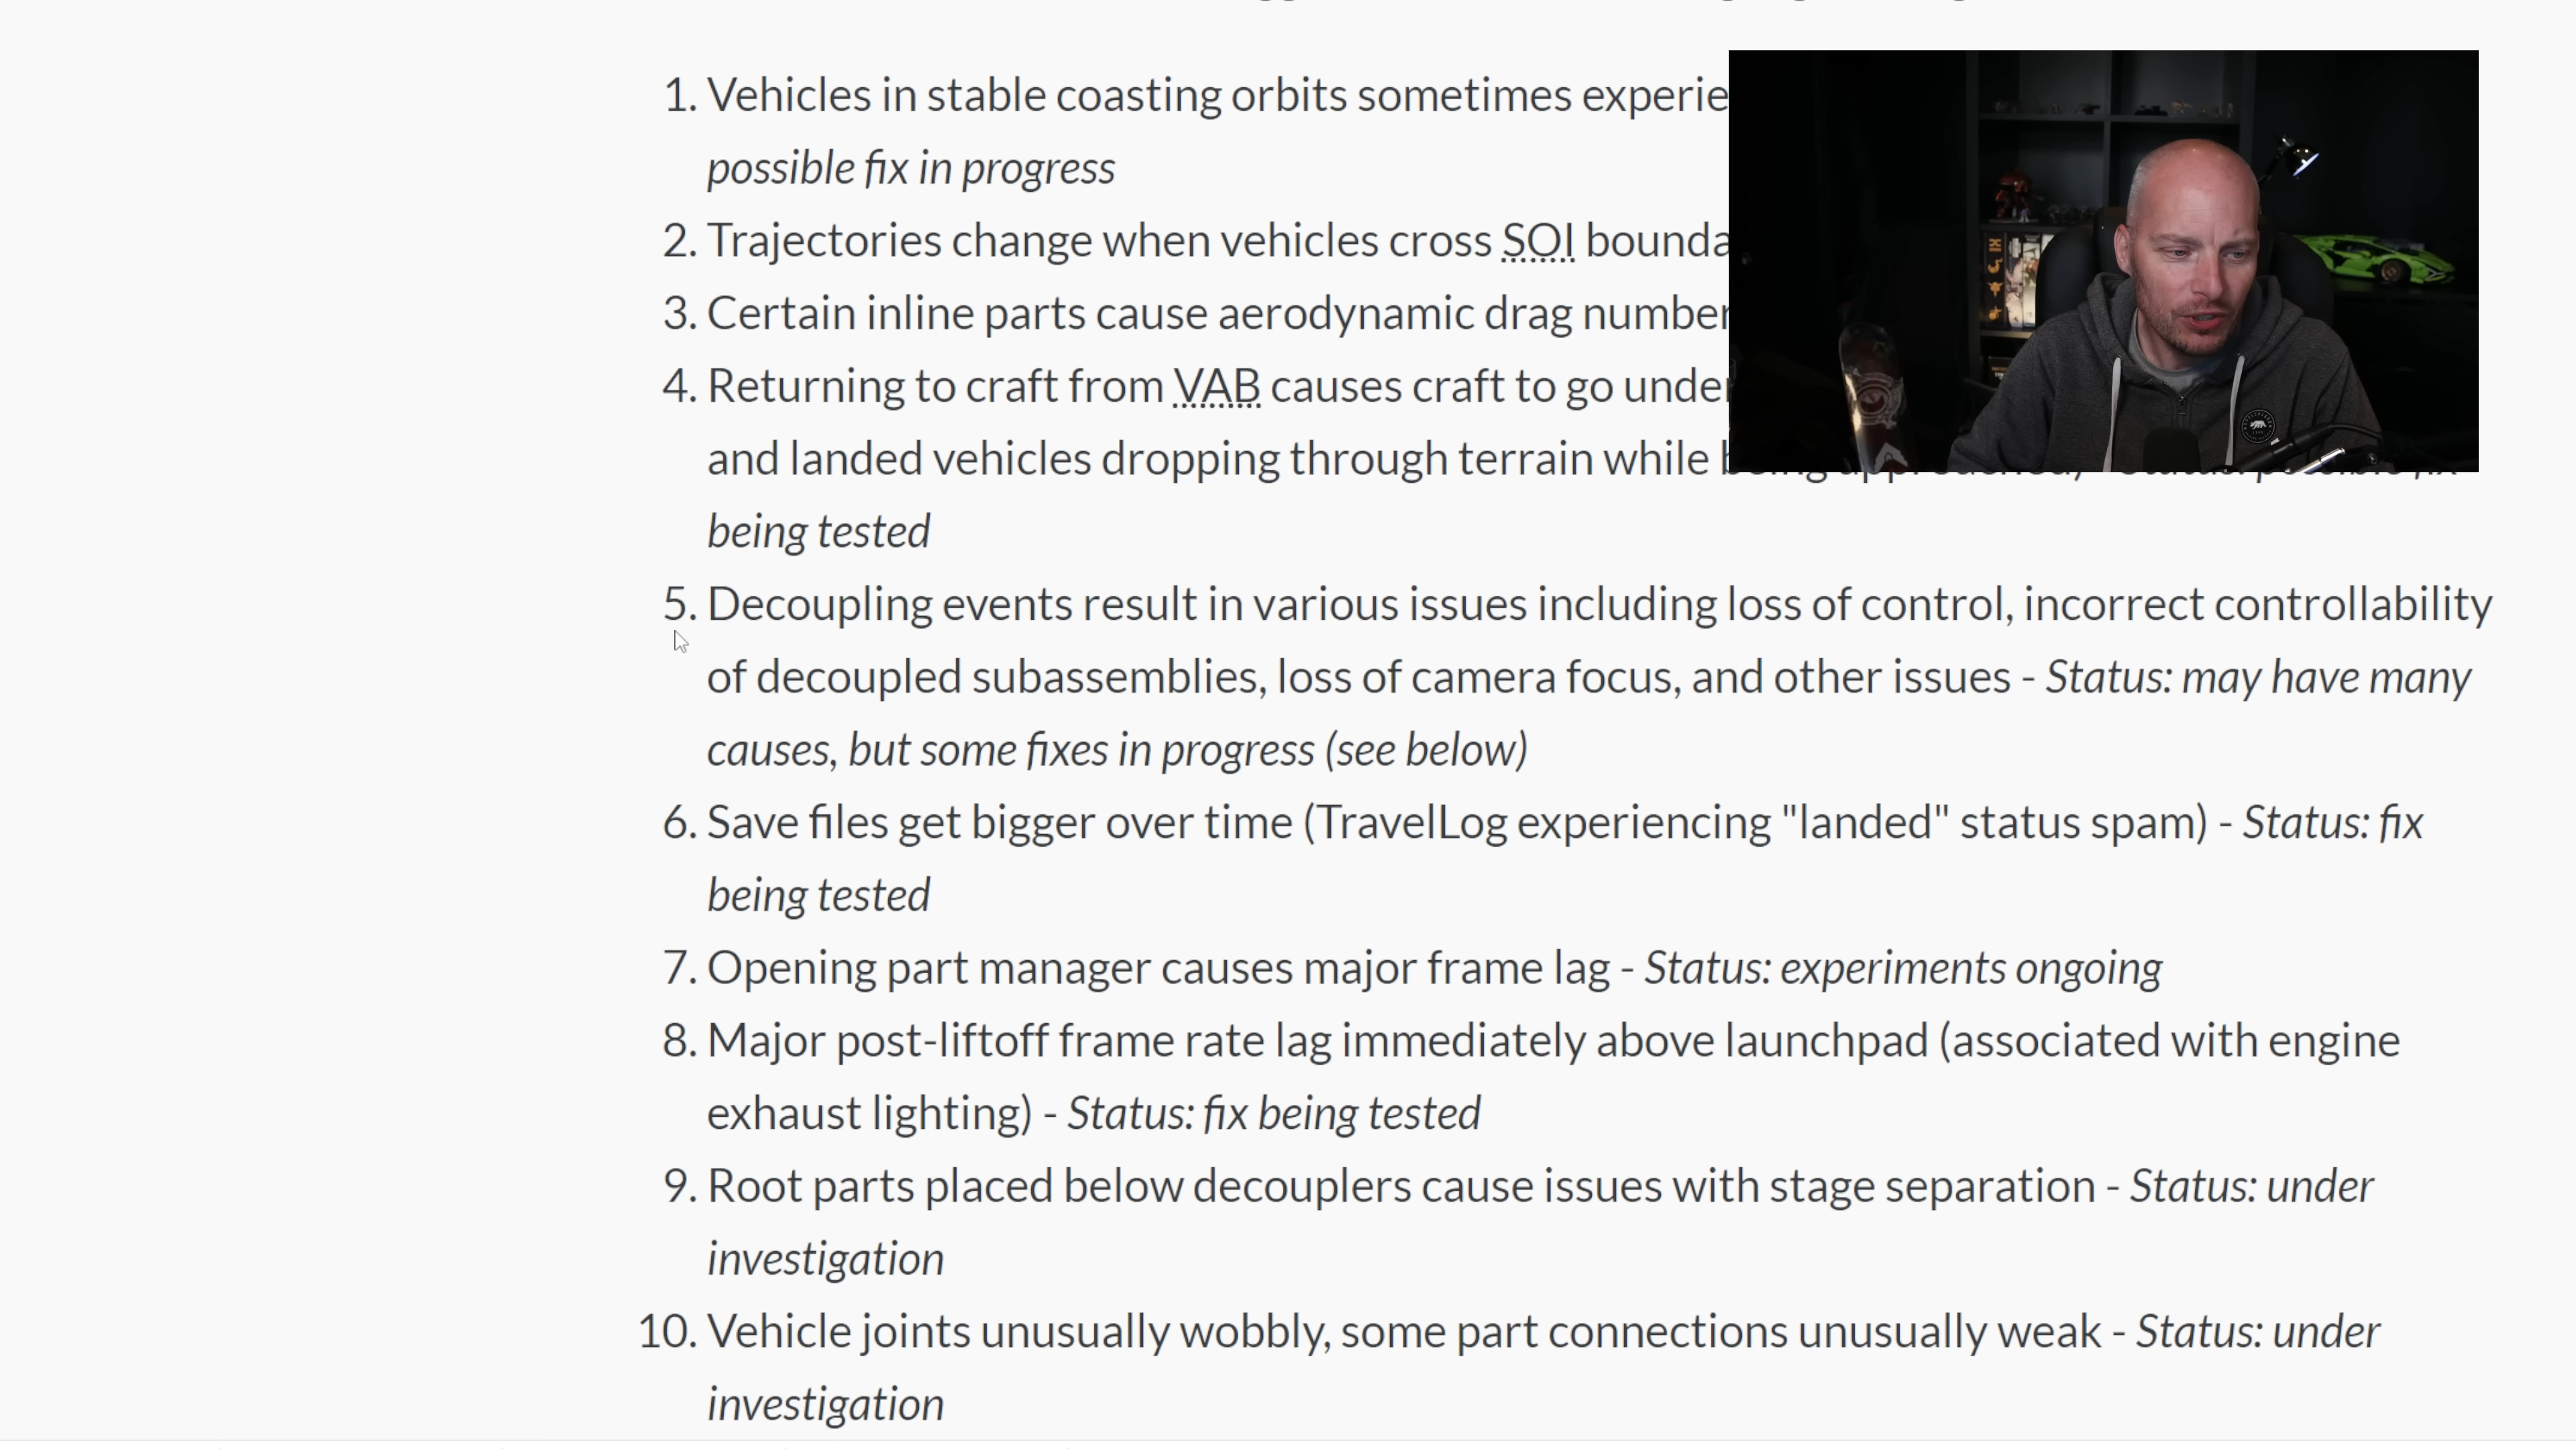 1. Vehicles in stable coasting orbits sometimes
possible fix in progress
2. Trajectories change when vehicles cross SOI
3. Certain inline parts cause aerodynamic drag
4. Returning to craft from VAB causes craft to go
and landed vehicles dropping through terrain while being
being tested
5. Decoupling events result in various issues including loss of control, incorrect controllability
of decoupled subassemblies, loss of camera focus, and other issues - Status: may have many
causes, but some fixes in progress (see below)
6. Save files get bigger over time (TravelLog experiencing "landed" status spam) - Status: fix
being tested
7. Opening part manager causes major frame lag - Status: experiments ongoing
8. Major post-liftoff frame rate lag immediately above launchpad (associated with engine
exhaust lighting) - Status: fix being tested
9. Root parts placed below decouplers cause issues with stage separation - Status: under
investigation
10. Vehicle joints unusually wobbly, some part connections unusually weak - Status: under
investigation